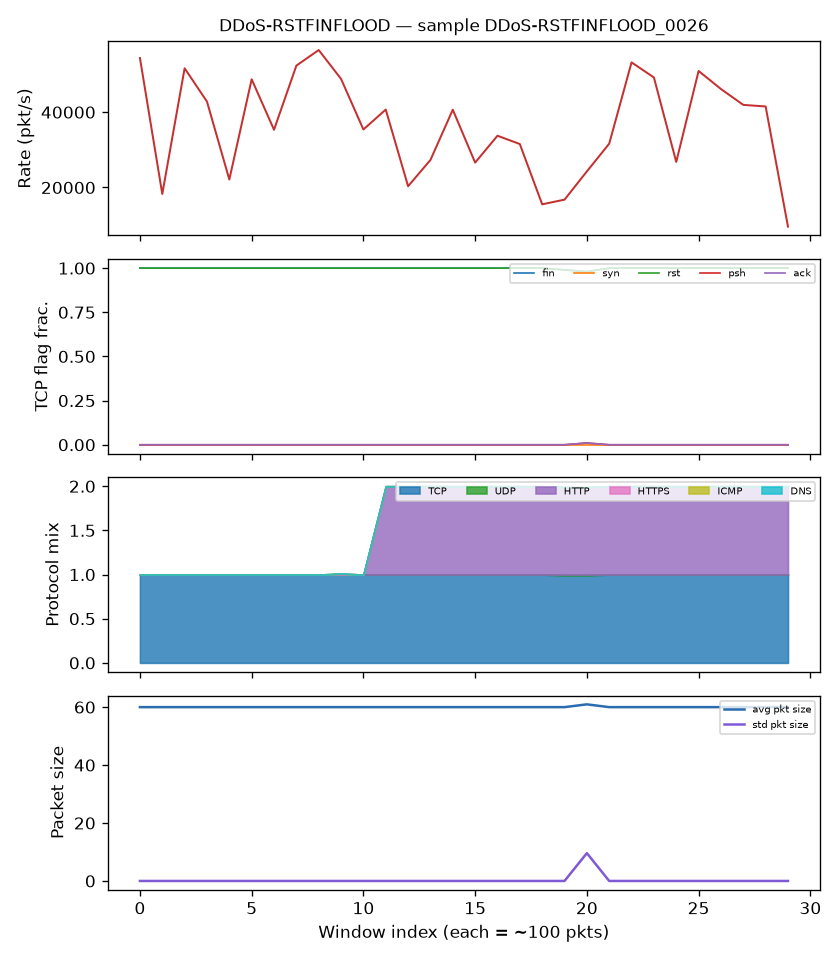 DDoS-RSTFINFLOOD — sample DDoS-RSTFINFLOOD_0026
Rate (pkt/s)
40000
20000
TCP flag frac.
1.00
0.75
0.50
0.25
0.00
fin syn rst psh ack
Protocol mix
2.0
1.5
1.0
0.5
0.0
TCP UDP HTTP HTTPS ICMP DNS
Packet size
60
40
20
0
avg pkt size
std pkt size
0 5 10 15 20 25 30
Window index (each = ~100 pkts)